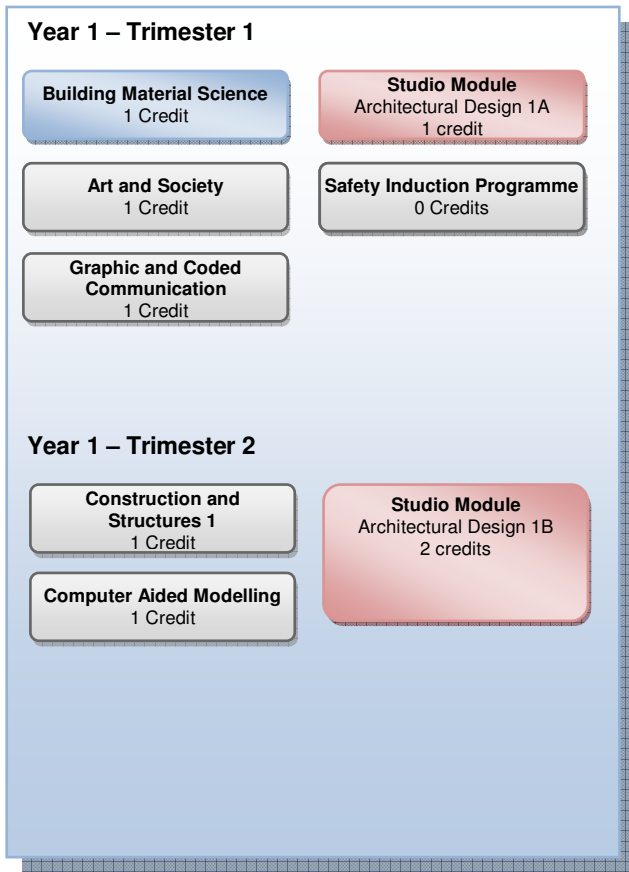 Year 1 – Trimester 1
Building Material Science
1 Credit
Studio Module
Architectural Design 1A
1 credit
Art and Society
1 Credit
Safety Induction Programme
0 Credits
Graphic and Coded
Communication
1 Credit
Year 1 – Trimester 2
Construction and
Structures 1
1 Credit
Studio Module
Architectural Design 1B
2 credits
Computer Aided Modelling
1 Credit